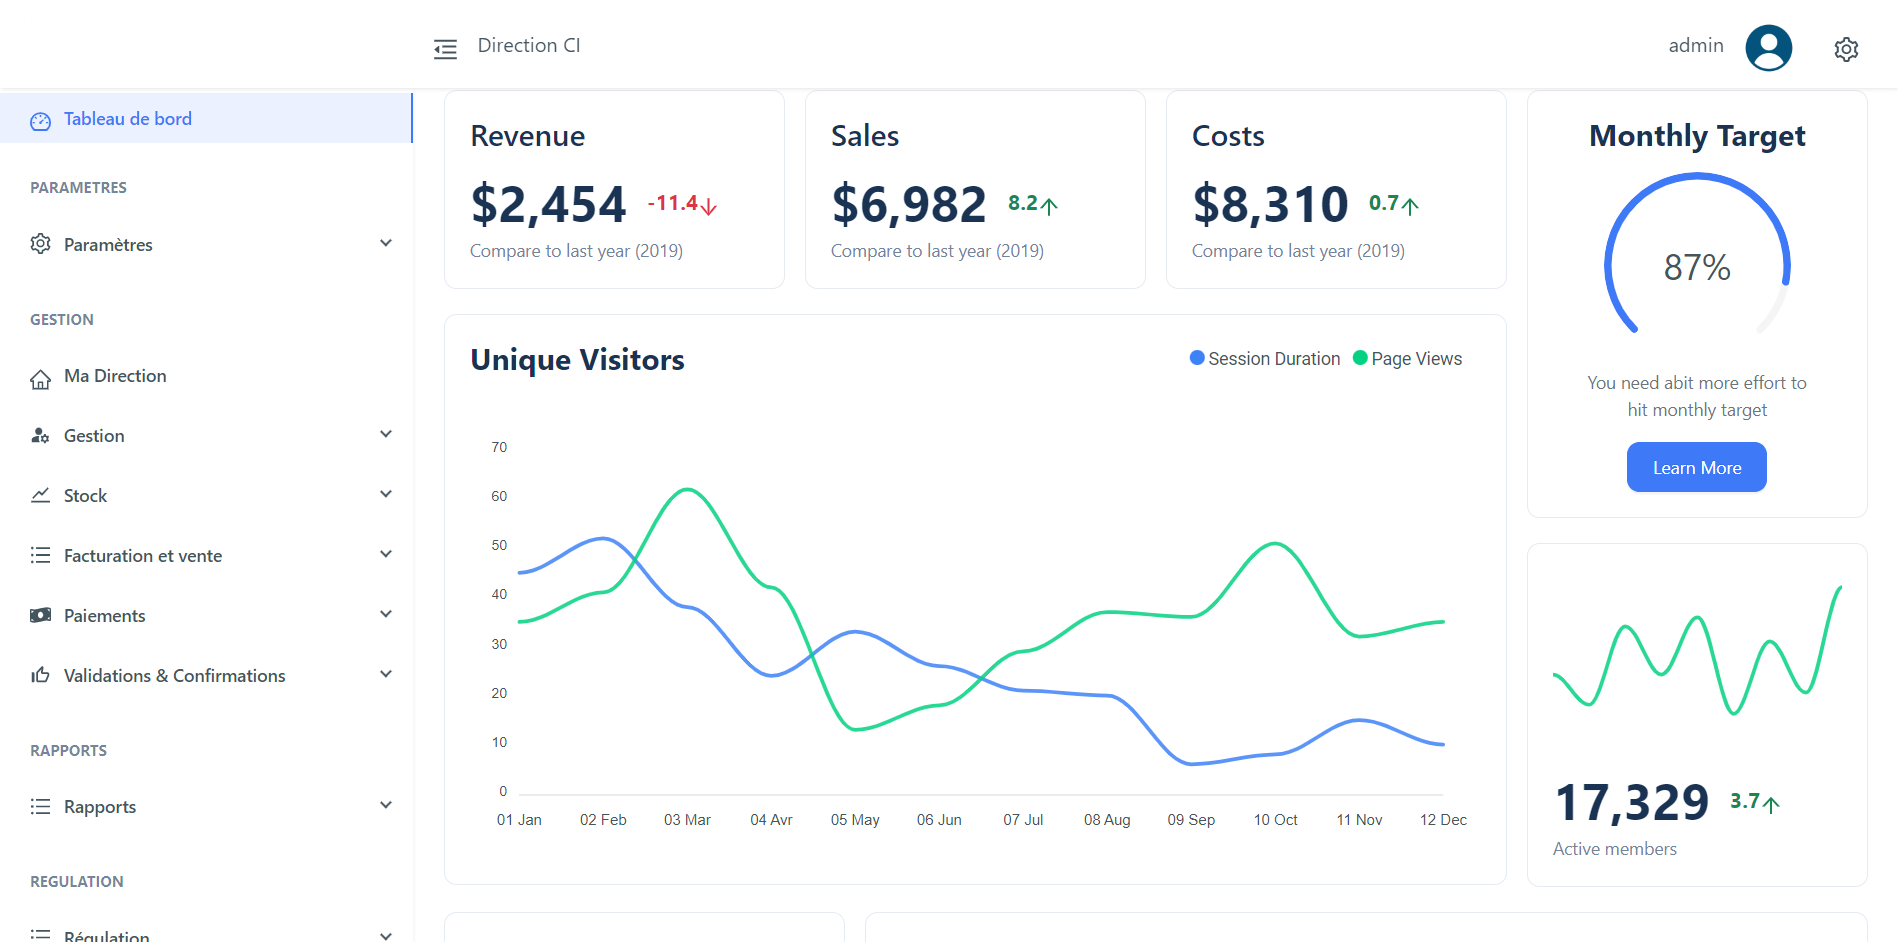 Direction CI
admin
Tableau de bord
PARAMETRES
Paramètres
GESTION
Ma Direction
Gestion
Stock
Facturation et vente
Paiements
Validations & Confirmations
RAPPORTS
Rapports
REGULATION
Régulation
Revenue
$2,454 -11.4
Compare to last year (2019)
Sales
$6,982 8.2
Compare to last year (2019)
Costs
$8,310 0.7
Compare to last year (2019)
Monthly Target
87%
You need abit more effort to
hit monthly target
Learn More
Unique Visitors
Session Duration Page Views
70
60
50
40
30
20
10
0
01 Jan 02 Feb 03 Mar 04 Avr 05 May 06 Jun 07 Jul 08 Aug 09 Sep 10 Oct 11 Nov 12 Dec
17,329 3.7
Active members